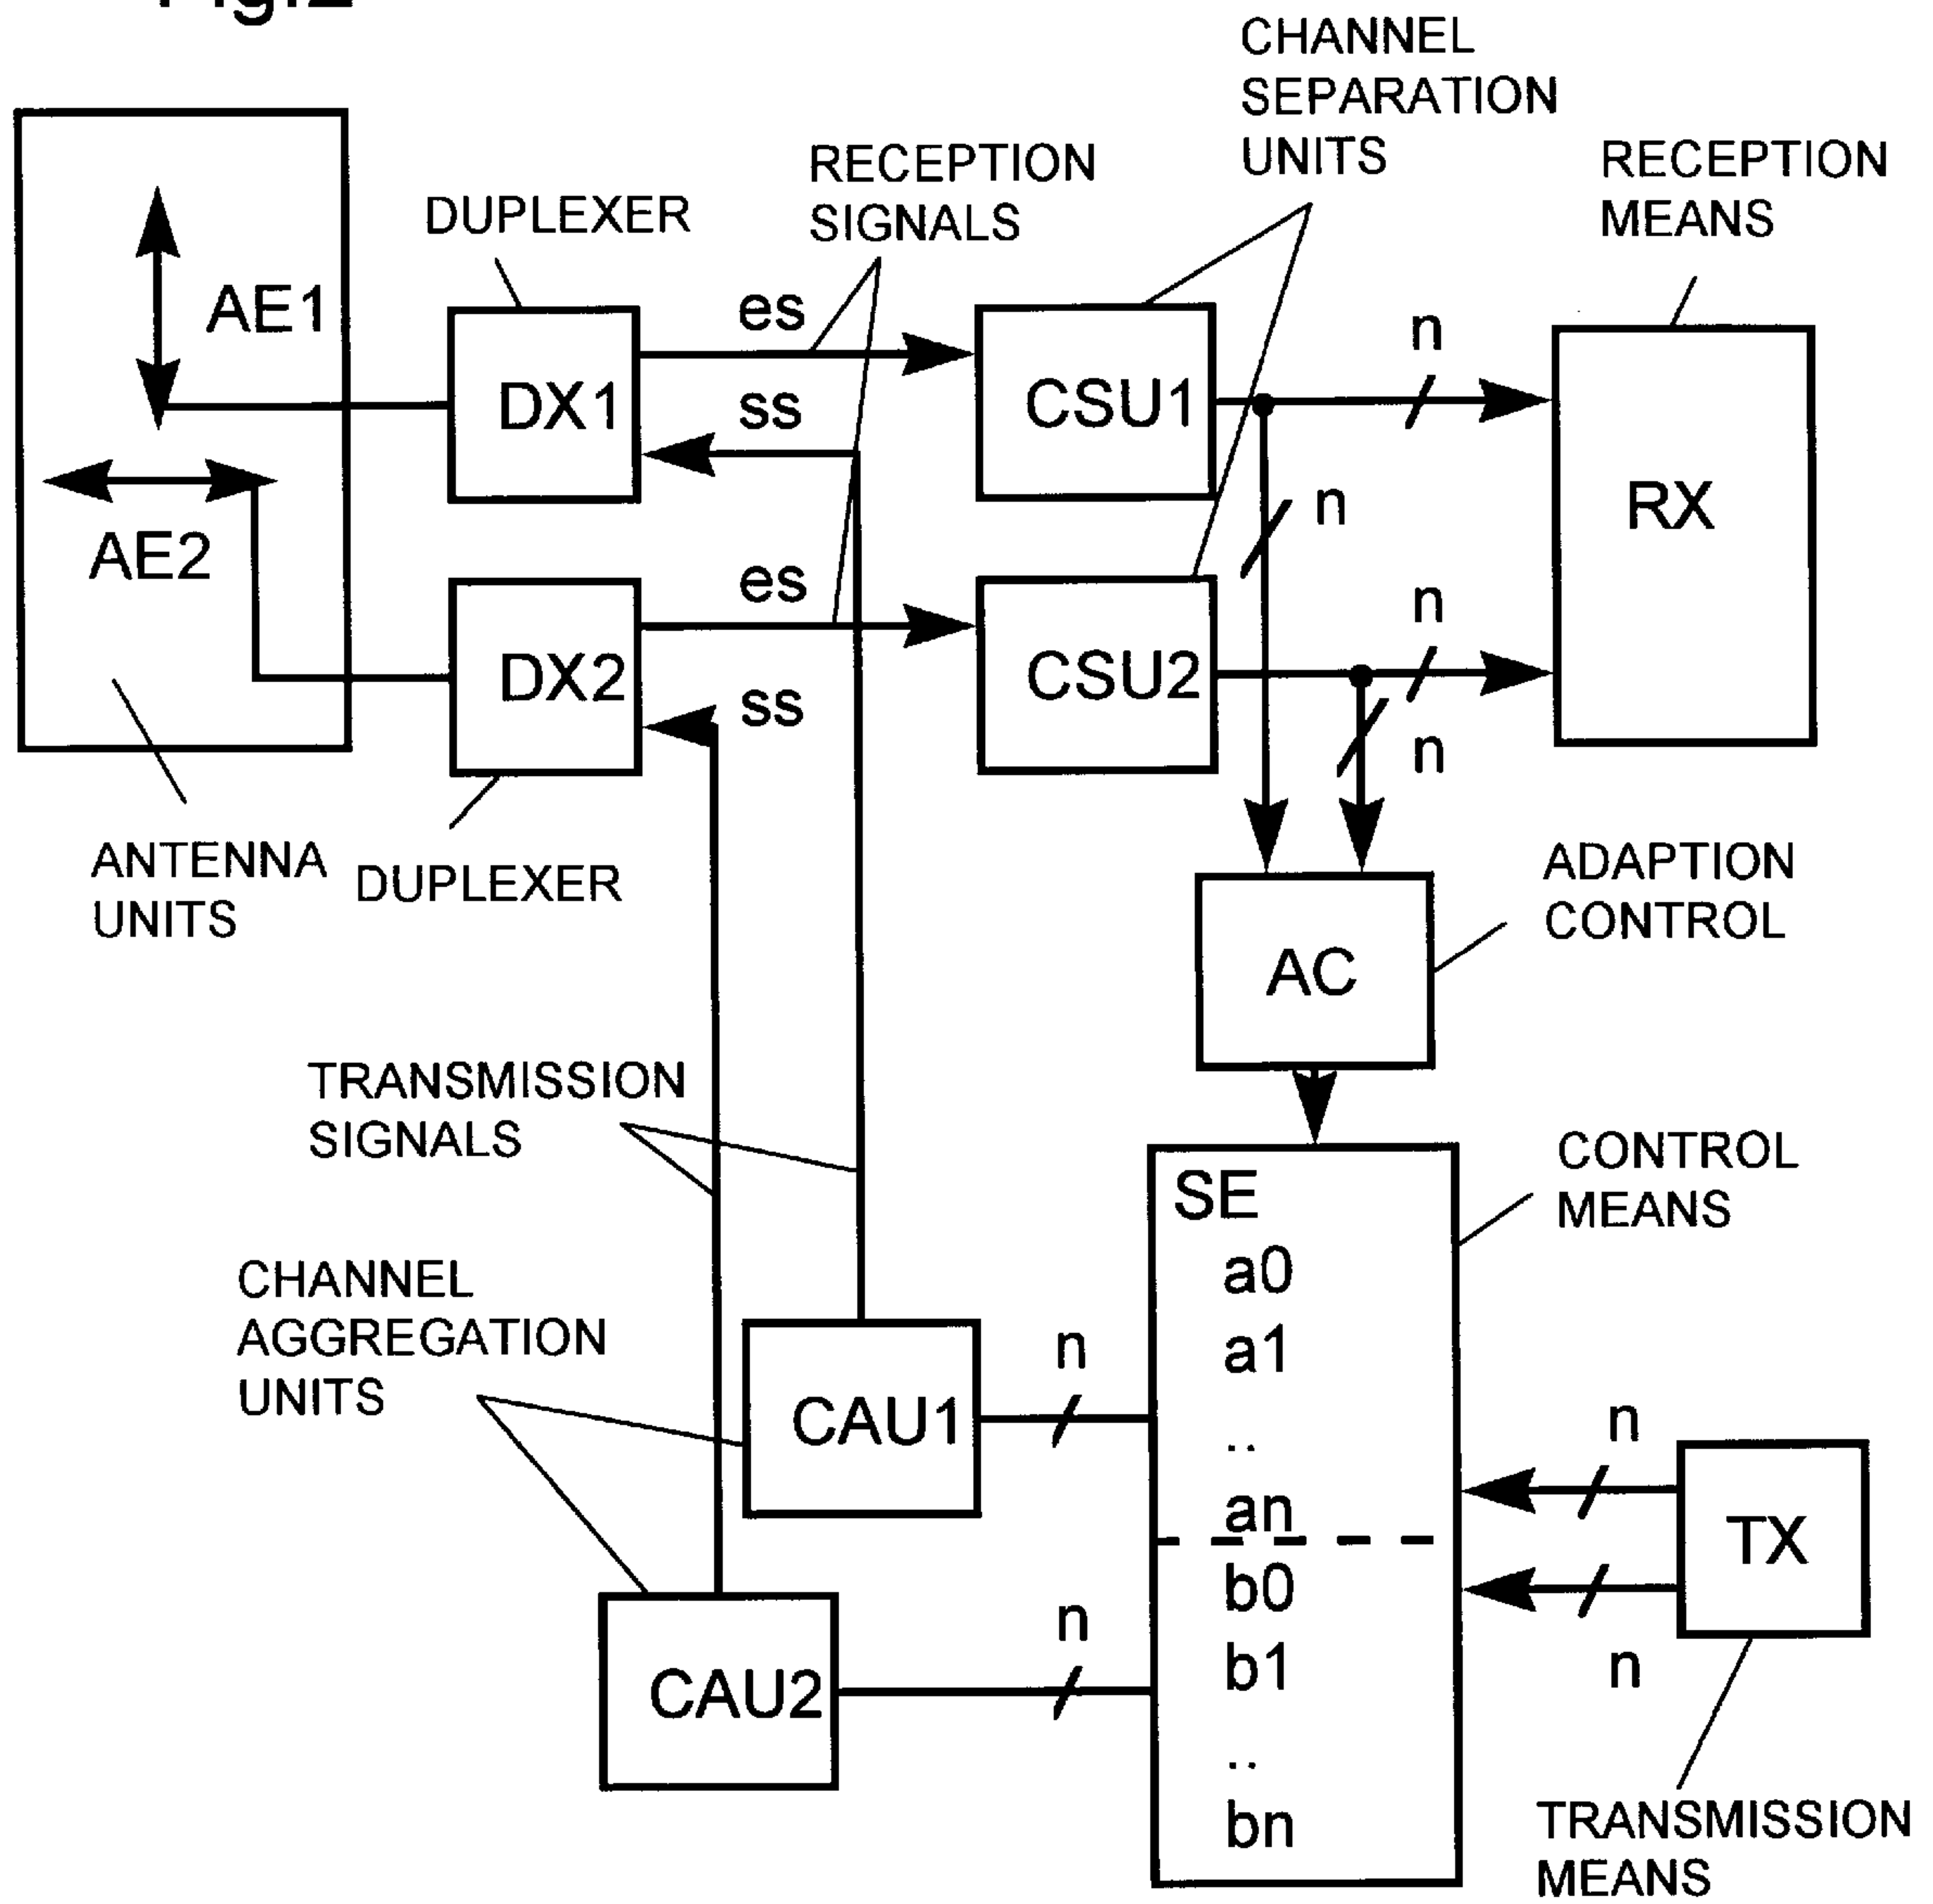 Fig.2
CHANNEL
SEPARATION
UNITS
RECEPTION
SIGNALS
RECEPTION
MEANS
DUPLEXER
AE1
es
n
DX1
ss
CSU1
n
RX
AE2
es
n
DX2
ss
CSU2
n
ANTENNA
UNITS
DUPLEXER
ADAPTION
CONTROL
AC
TRANSMISSION
SIGNALS
CONTROL
MEANS
SE
a0
a1
..
an
b0
b1
..
bn
CHANNEL
AGGREGATION
UNITS
n
CAU1
n
TX
n
CAU2
n
TRANSMISSION
MEANS